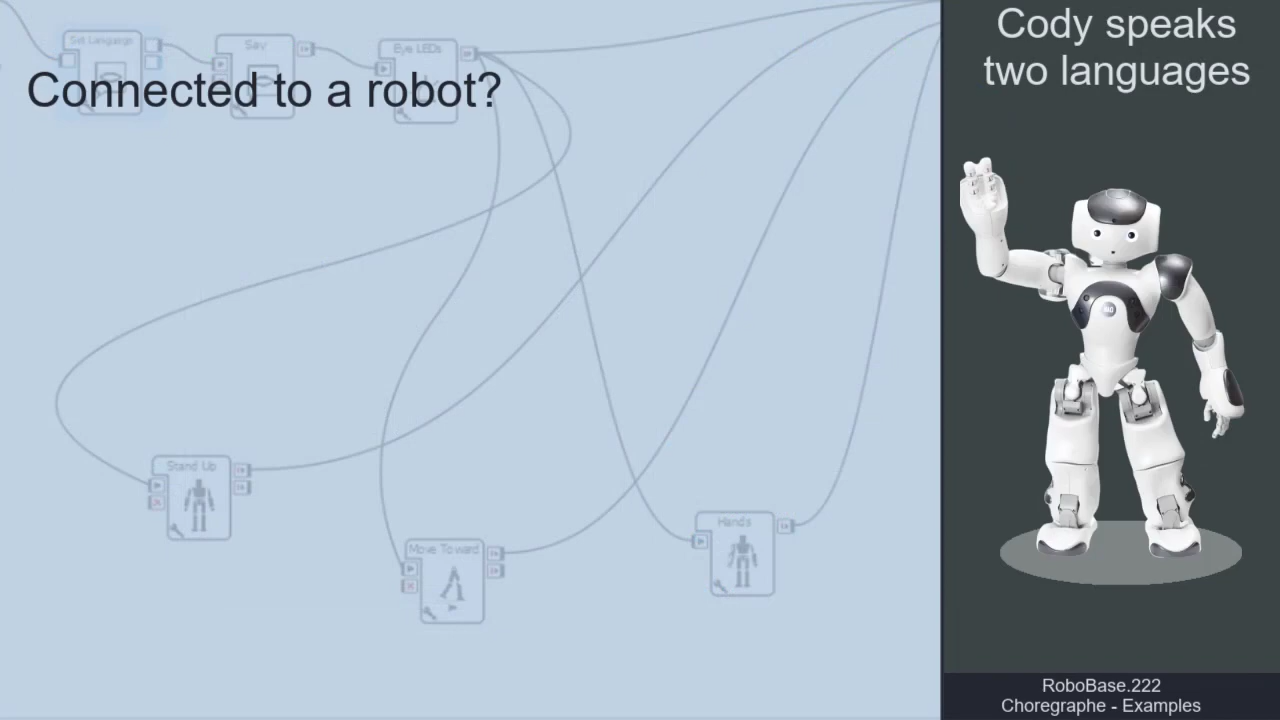 Set Language
Say
Eye LEDs
Connected to a robot?
Stand Up
Move Toward
Hands
Cody speaks
two languages
RoboBase.222
Choregraphe - Examples